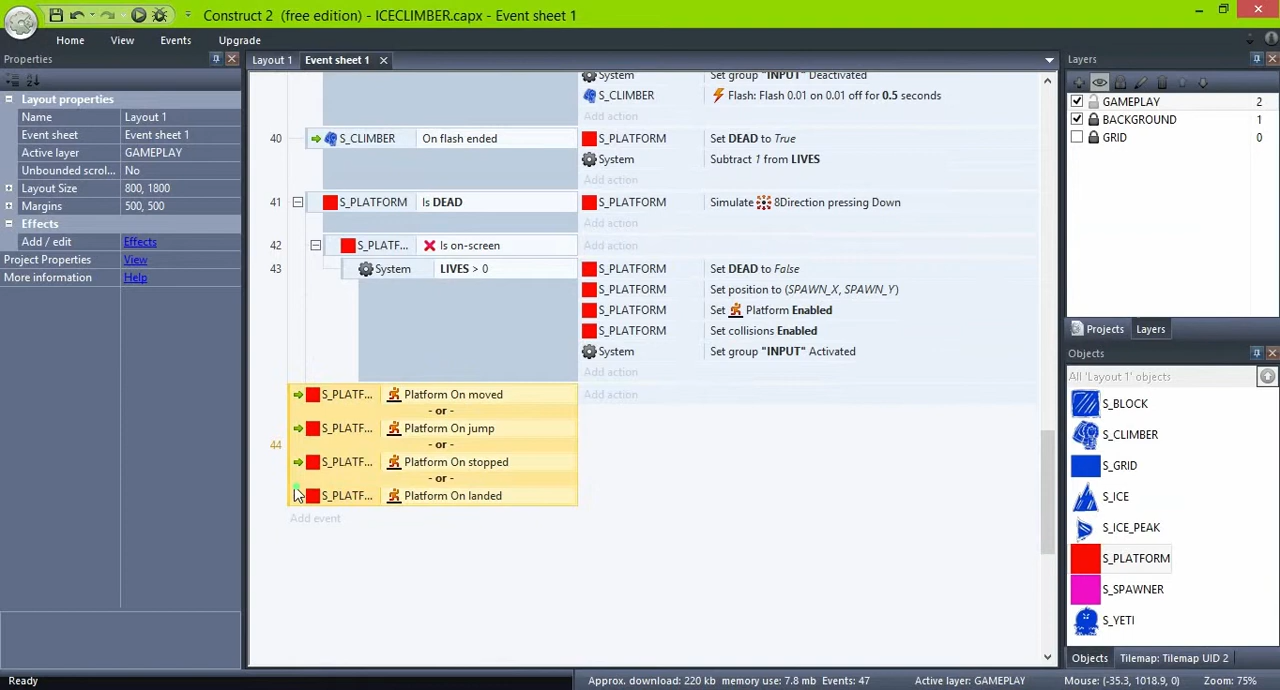 Construct 2 (free edition) - ICECLIMBER.capx - Event sheet 1
Home View Events Upgrade
Properties
Layout properties
Name Layout 1
Event sheet Event sheet 1
Active layer GAMEPLAY
Unbounded scrol... No
Layout Size 800, 1800
Margins 500, 500
Effects
Add / edit Effects
Project Properties View
More information Help
Layout 1 Event sheet 1
System Set group "INPUT" Deactivated
S_CLIMBER Flash: Flash 0.01 on 0.01 off for 0.5 seconds
Add action
40 S_CLIMBER On flash ended S_PLATFORM Set DEAD to True
System Subtract 1 from LIVES
Add action
41 S_PLATFORM Is DEAD S_PLATFORM Simulate 8Direction pressing Down
Add action
42 S_PLATF... Is on-screen Add action
43 System LIVES > 0 S_PLATFORM Set DEAD to False
S_PLATFORM Set position to (SPAWN_X, SPAWN_Y)
S_PLATFORM Set Platform Enabled
S_PLATFORM Set collisions Enabled
System Set group "INPUT" Activated
Add action
S_PLATF... Platform On moved Add action
- or -
S_PLATF... Platform On jump
44 - or -
S_PLATF... Platform On stopped
- or -
S_PLATF... Platform On landed
Add event
Layers
GAMEPLAY 2
BACKGROUND 1
GRID 0
Projects Layers
Objects
All 'Layout 1' objects
S_BLOCK
S_CLIMBER
S_GRID
S_ICE
S_ICE_PEAK
S_PLATFORM
S_SPAWNER
S_YETI
Objects Tilemap: Tilemap UID 2
Ready Approx. download: 220 kb memory use: 7.8 mb Events: 47 Active layer: GAMEPLAY Mouse: (-35.3, 1018.9, 0) Zoom: 75%